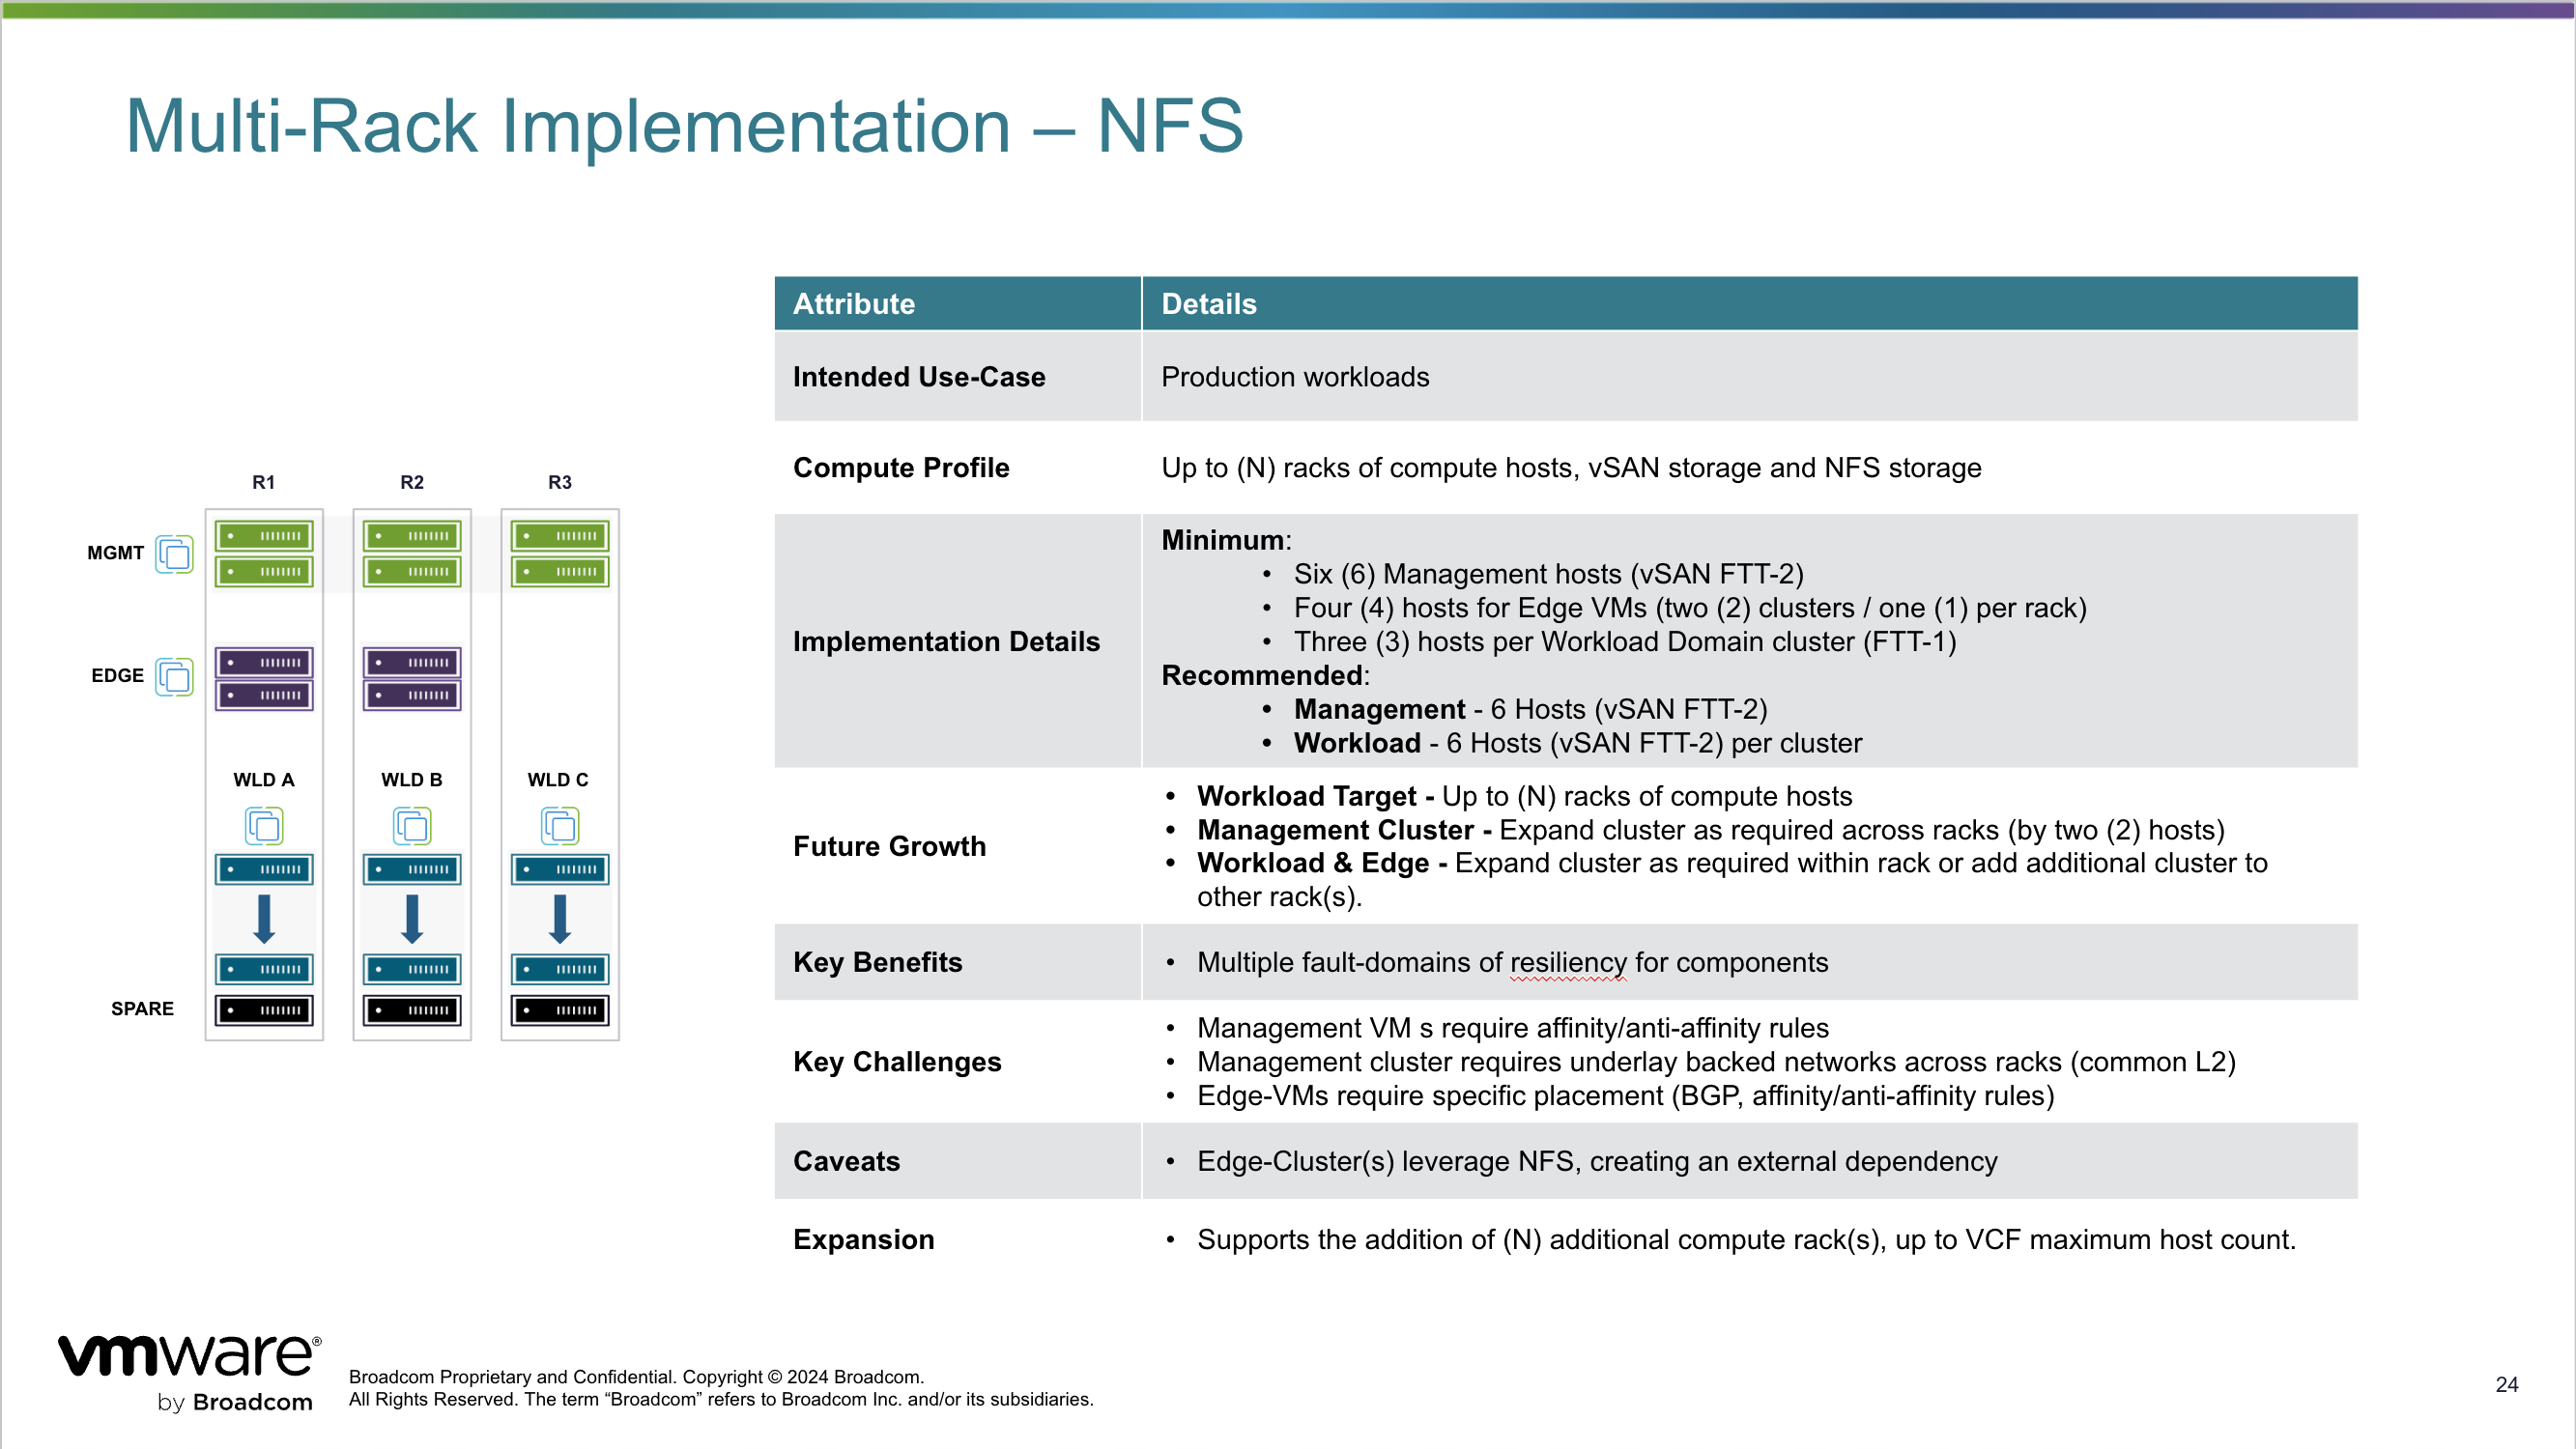 Multi-Rack Implementation – NFS
R1 R2 R3
MGMT
EDGE
WLD A WLD B WLD C
SPARE
Attribute Details
Intended Use-Case Production workloads
Compute Profile Up to (N) racks of compute hosts, vSAN storage and NFS storage
Implementation Details
Minimum:
• Six (6) Management hosts (vSAN FTT-2)
• Four (4) hosts for Edge VMs (two (2) clusters / one (1) per rack)
• Three (3) hosts per Workload Domain cluster (FTT-1)
Recommended:
• Management - 6 Hosts (vSAN FTT-2)
• Workload - 6 Hosts (vSAN FTT-2) per cluster
Future Growth
• Workload Target - Up to (N) racks of compute hosts
• Management Cluster - Expand cluster as required across racks (by two (2) hosts)
• Workload & Edge - Expand cluster as required within rack or add additional cluster to
other rack(s).
Key Benefits
• Multiple fault-domains of resiliency for components
Key Challenges
• Management VM s require affinity/anti-affinity rules
• Management cluster requires underlay backed networks across racks (common L2)
• Edge-VMs require specific placement (BGP, affinity/anti-affinity rules)
Caveats
• Edge-Cluster(s) leverage NFS, creating an external dependency
Expansion
• Supports the addition of (N) additional compute rack(s), up to VCF maximum host count.
vmware®
by Broadcom
Broadcom Proprietary and Confidential. Copyright © 2024 Broadcom.
All Rights Reserved. The term “Broadcom” refers to Broadcom Inc. and/or its subsidiaries.
24